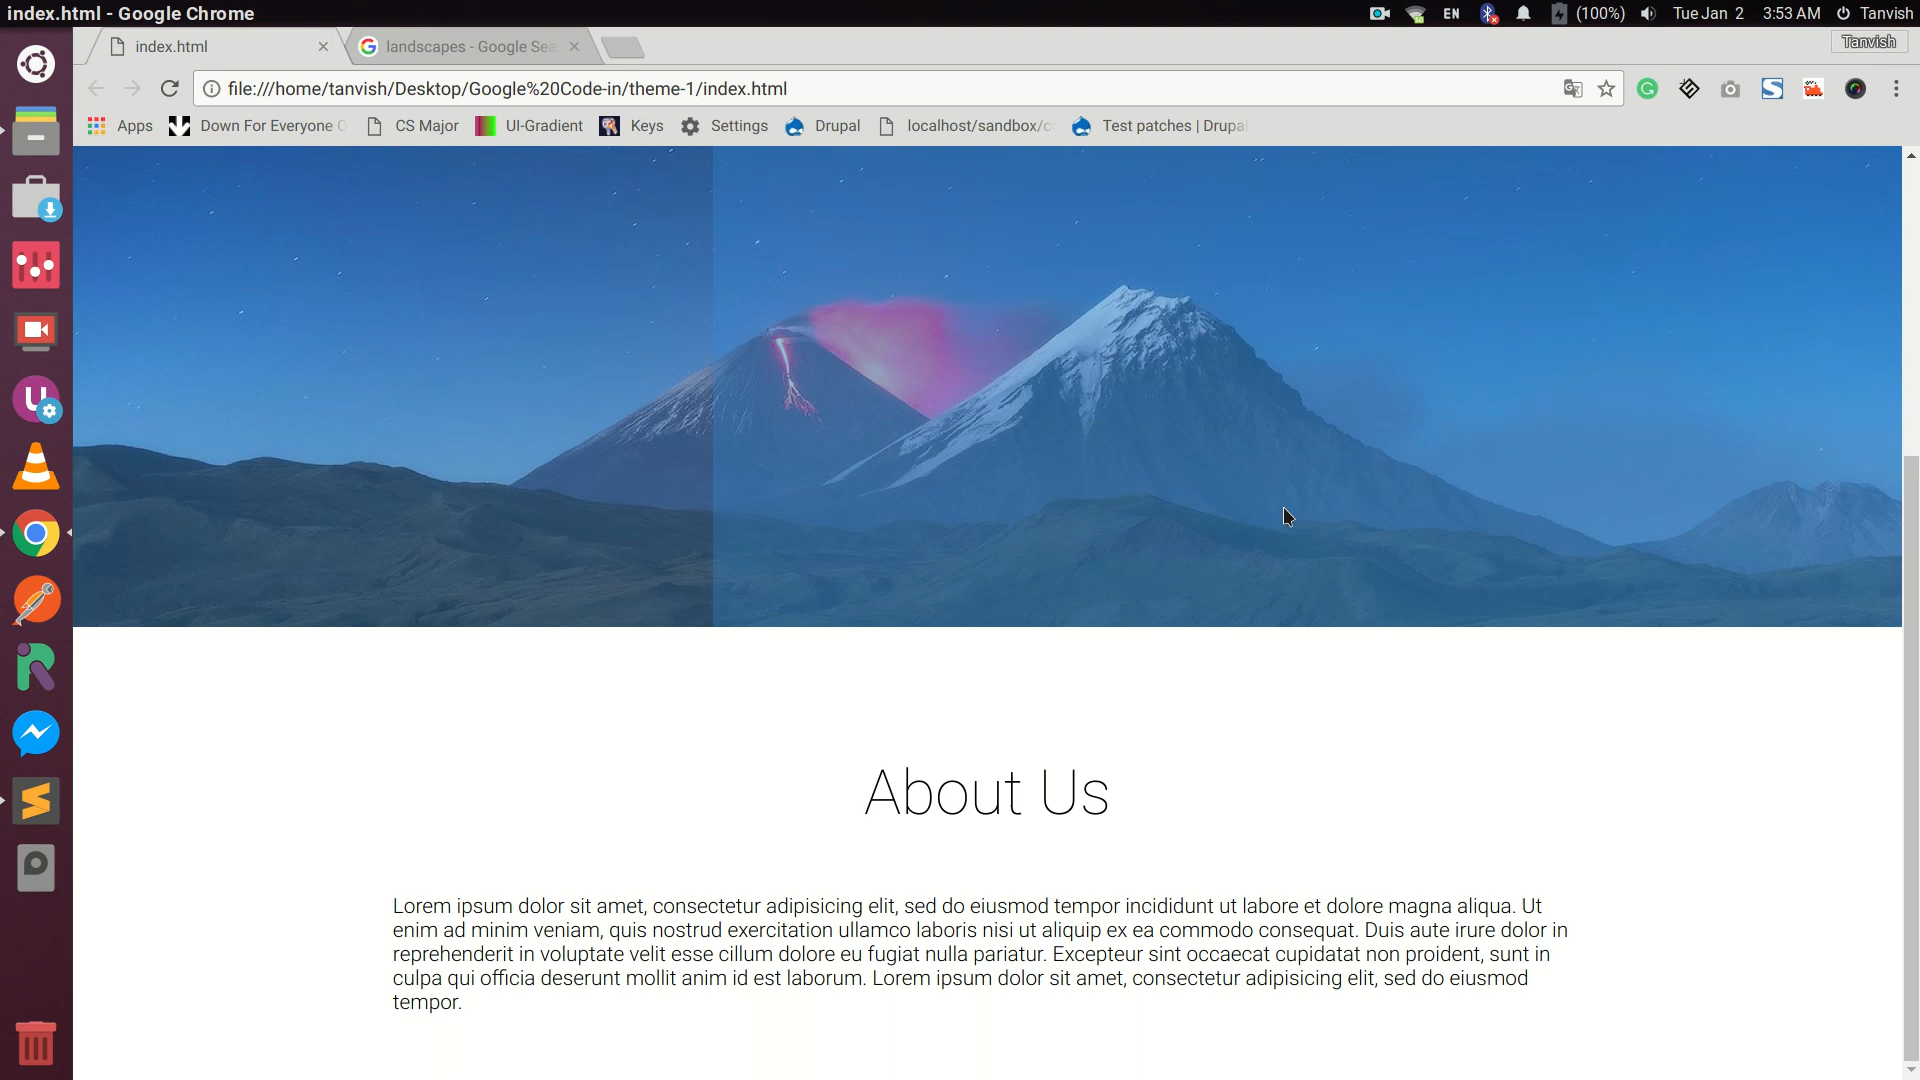 index.html - Google Chrome
EN
(100%)
Tue Jan 2
3:53 AM
Tanvish
index.html
landscapes - Google Sea
Tanvish
file:///home/tanvish/Desktop/Google%20Code-in/theme-1/index.html
Apps
Down For Everyone O
CS Major
UI-Gradient
Keys
Settings
Drupal
localhost/sandbox/c
Test patches | Drupal
About Us
Lorem ipsum dolor sit amet, consectetur adipisicing elit, sed do eiusmod tempor incididunt ut labore et dolore magna aliqua. Ut
enim ad minim veniam, quis nostrud exercitation ullamco laboris nisi ut aliquip ex ea commodo consequat. Duis aute irure dolor in
reprehenderit in voluptate velit esse cillum dolore eu fugiat nulla pariatur. Excepteur sint occaecat cupidatat non proident, sunt in
culpa qui officia deserunt mollit anim id est laborum. Lorem ipsum dolor sit amet, consectetur adipisicing elit, sed do eiusmod
tempor.